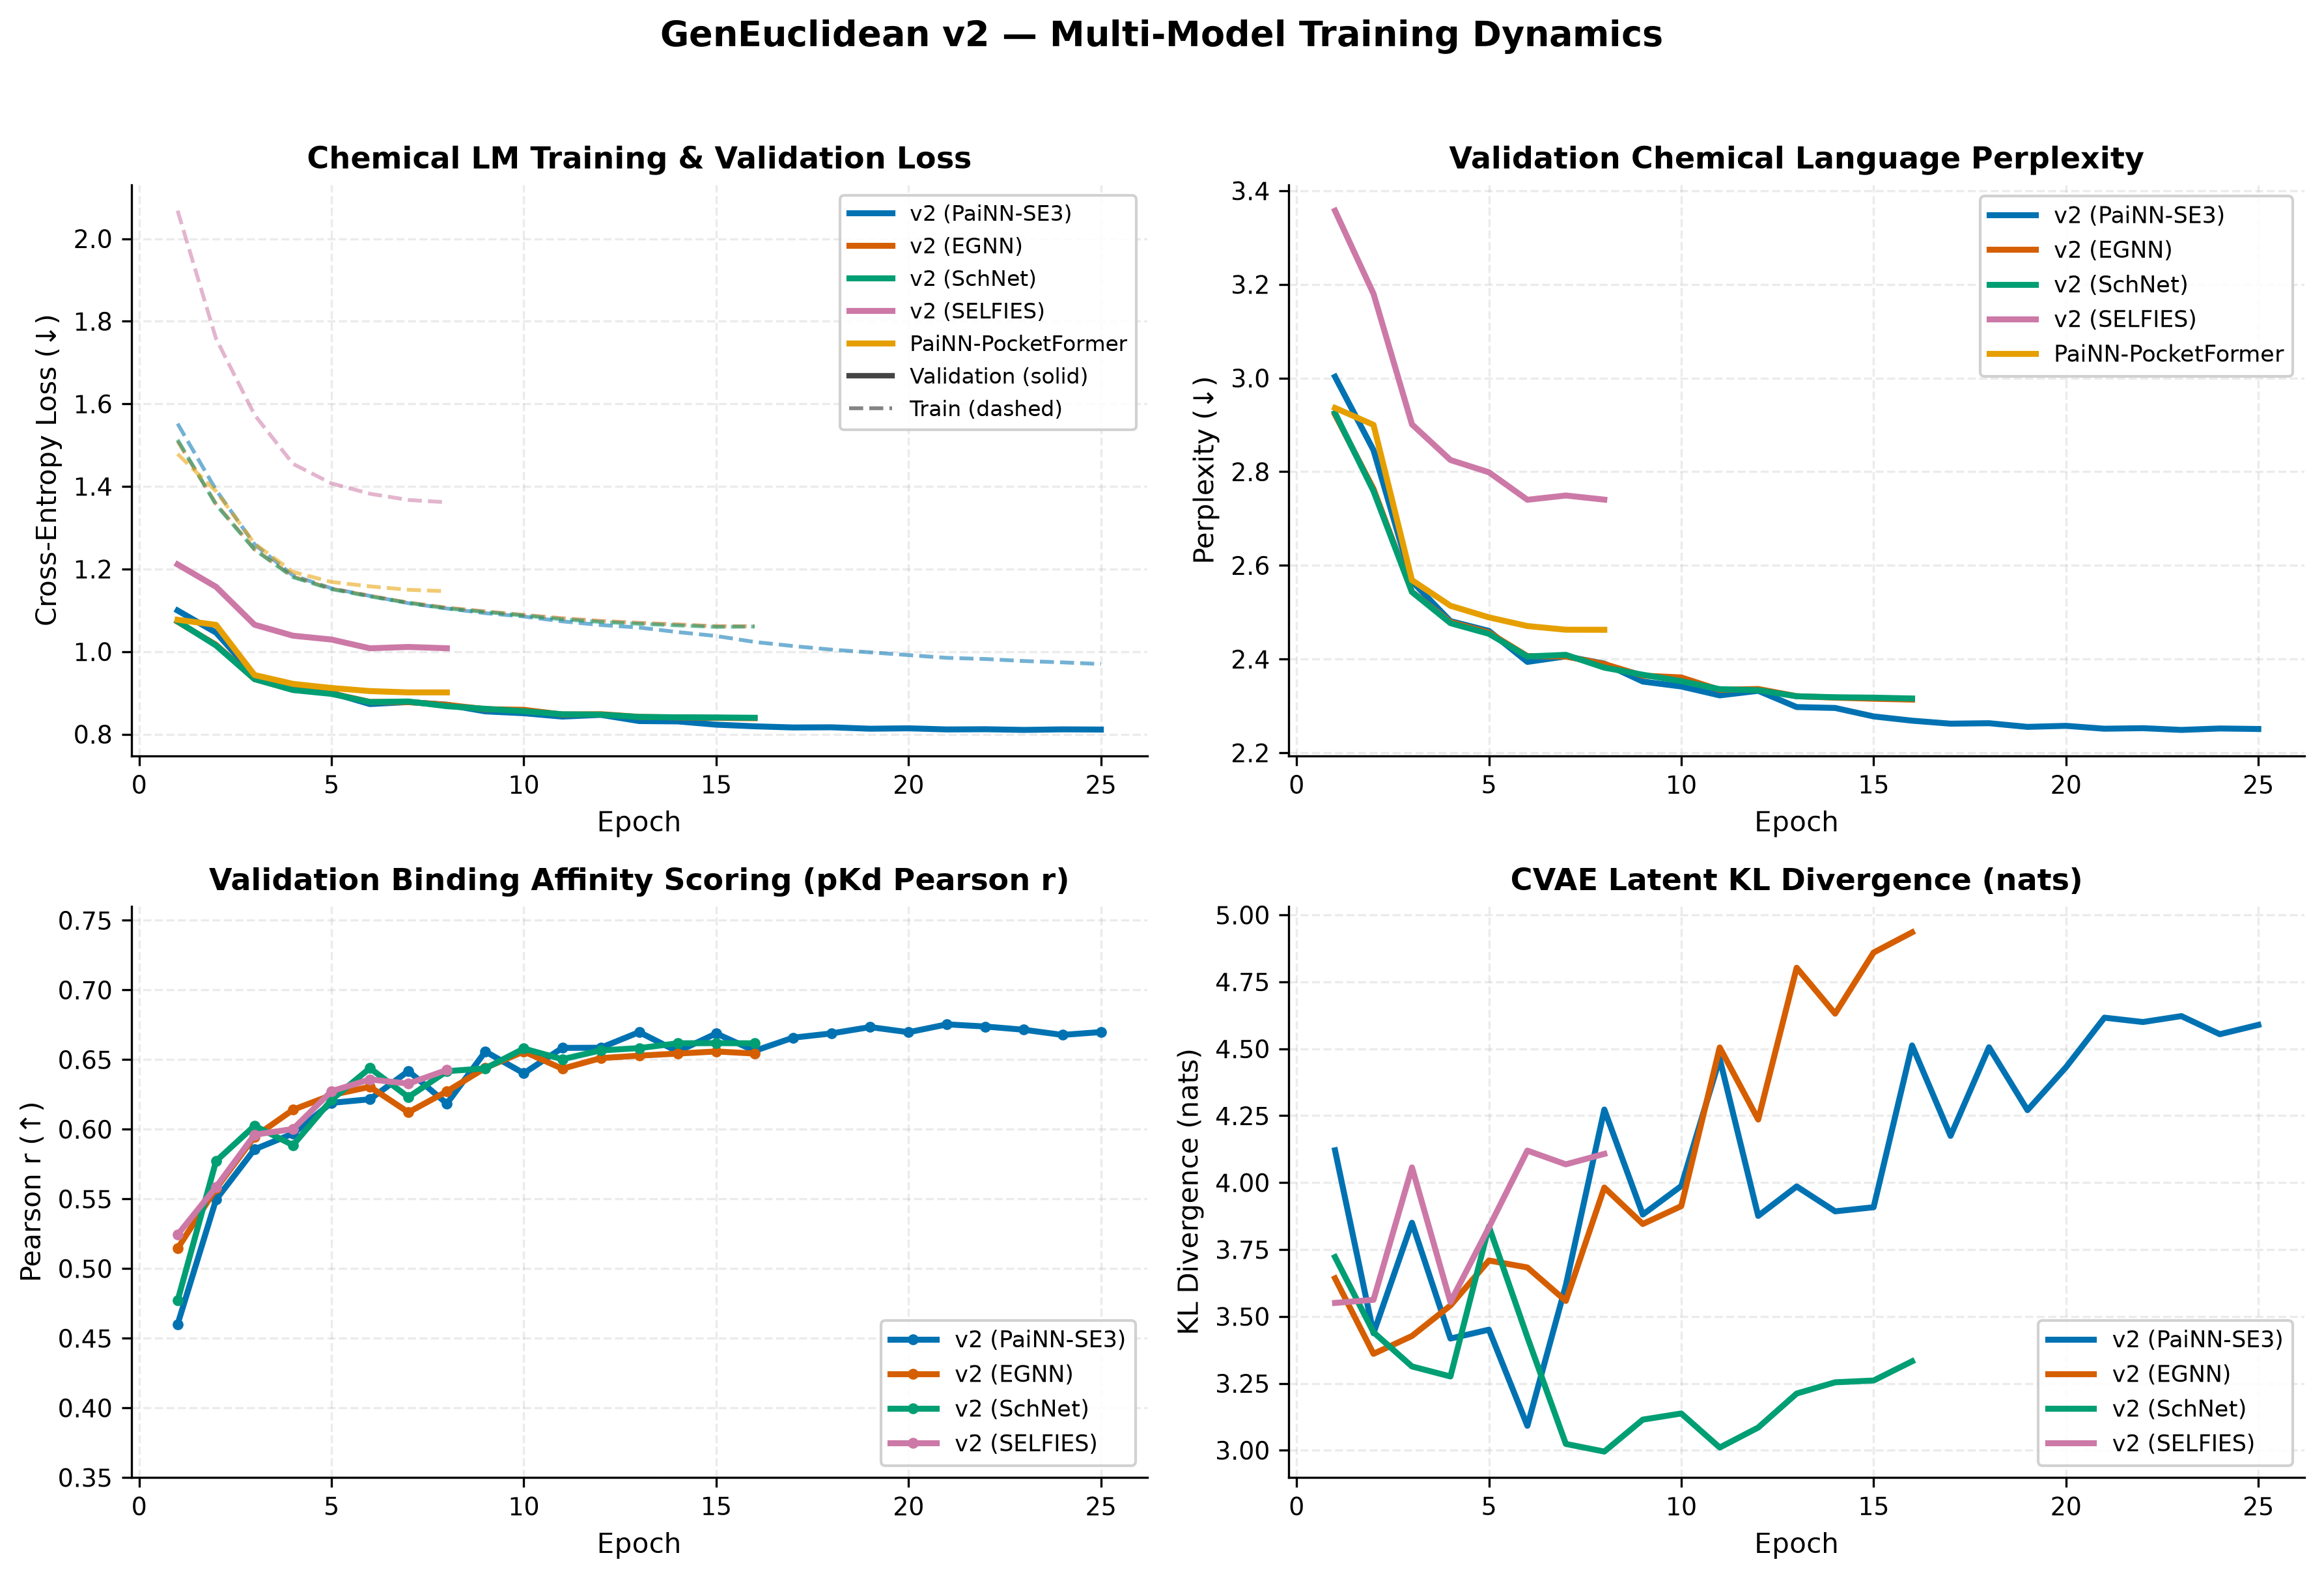 GenEuclidean v2 — Multi-Model Training Dynamics
Chemical LM Training & Validation Loss
Cross-Entropy Loss (↓)
2.0
1.8
1.6
1.4
1.2
1.0
0.8
v2 (PaiNN-SE3)
v2 (EGNN)
v2 (SchNet)
v2 (SELFIES)
PaiNN-PocketFormer
Validation (solid)
Train (dashed)
0 5 10 15 20 25
Epoch
Validation Chemical Language Perplexity
Perplexity (↓)
3.4
3.2
3.0
2.8
2.6
2.4
2.2
v2 (PaiNN-SE3)
v2 (EGNN)
v2 (SchNet)
v2 (SELFIES)
PaiNN-PocketFormer
0 5 10 15 20 25
Epoch
Validation Binding Affinity Scoring (pKd Pearson r)
Pearson r (↑)
0.75
0.70
0.65
0.60
0.55
0.50
0.45
0.40
0.35
v2 (PaiNN-SE3)
v2 (EGNN)
v2 (SchNet)
v2 (SELFIES)
0 5 10 15 20 25
Epoch
CVAE Latent KL Divergence (nats)
KL Divergence (nats)
5.00
4.75
4.50
4.25
4.00
3.75
3.50
3.25
3.00
v2 (PaiNN-SE3)
v2 (EGNN)
v2 (SchNet)
v2 (SELFIES)
0 5 10 15 20 25
Epoch